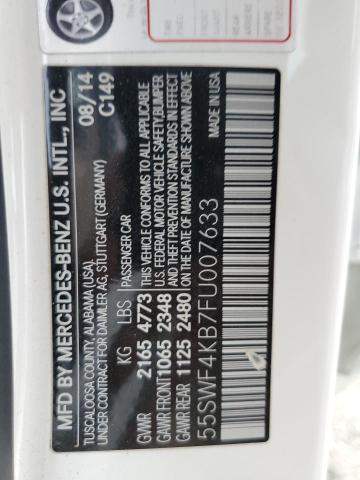 MFD BY MERCEDES-BENZ U.S. INTL., INC
TUSCALOOSA COUNTY, ALABAMA (USA), 08/14
UNDER CONTRACT FOR DAIMLER AG, STUTTGART (GERMANY) C149
KG LBS PASSENGER CAR
GVWR 2165 4773 THIS VEHICLE CONFORMS TO ALL APPLICABLE
U.S. FEDERAL MOTOR VEHICLE SAFETY,BUMPER
GAWR FRONT 1065 2348 AND THEFT PREVENTION STANDARDS IN EFFECT
GAWR REAR 1125 2480 ON THE DATE OF MANUFACTURE SHOWN ABOVE
55SWF4KB7FU007633